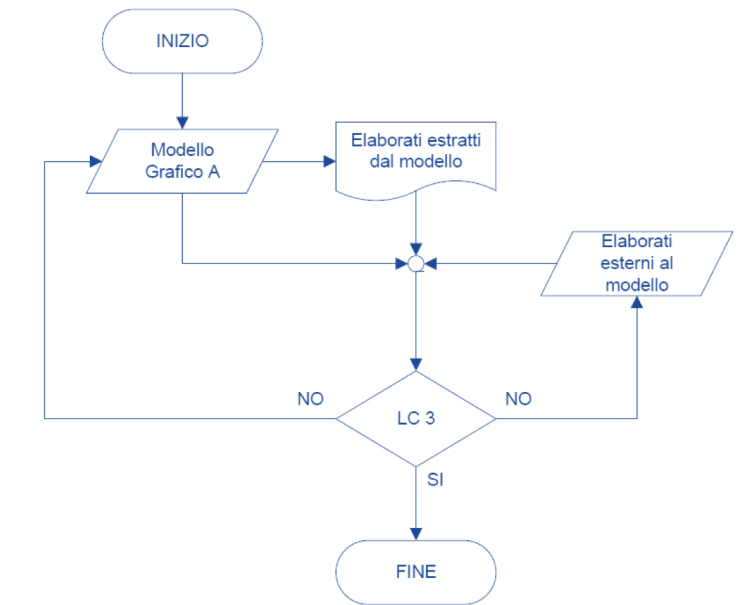 INIZIO
Modello
Grafico A
Elaborati estratti
dal modello
Elaborati
esterni al
modello
NO
LC 3
NO
SI
FINE